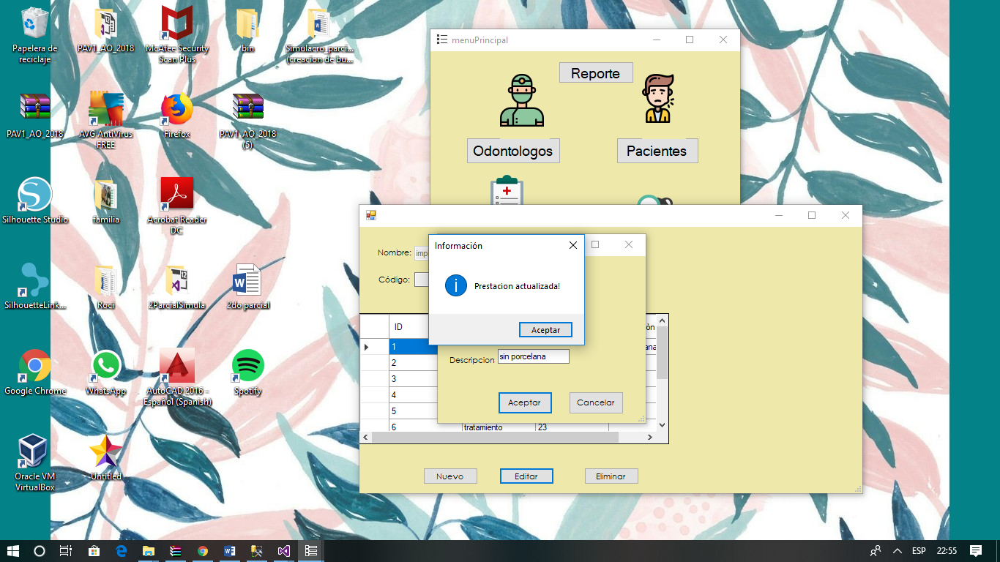 Papelera de
reciclaje
PAV1_AO_2018
McAfee Security
Scan Plus
bin
Simulacro_parci...
(creacion de bu...
PAV1_AO_2018
AVG AntiVirus
FREE
Firefox
PAV1_AO_2018
(5)
Silhouette Studio
familia
Acrobat Reader
DC
SilhouetteLink...
Roci
2ParcialSimula
2do parcial
Google Chrome
WhatsApp
AutoCAD 2016 -
Español (Spanish)
Spotify
Oracle VM
VirtualBox
Untitled
menuPrincipal
Reporte
Odontologos
Pacientes
Nombre:
imp
Código:
Información
Prestacion actualizada!
Aceptar
ID
òn
1
ana
2
3
4
5
6
tratamiento
23
Descripcion
sin porcelana
Aceptar
Cancelar
Nuevo
Editar
Eliminar
ESP
22:55